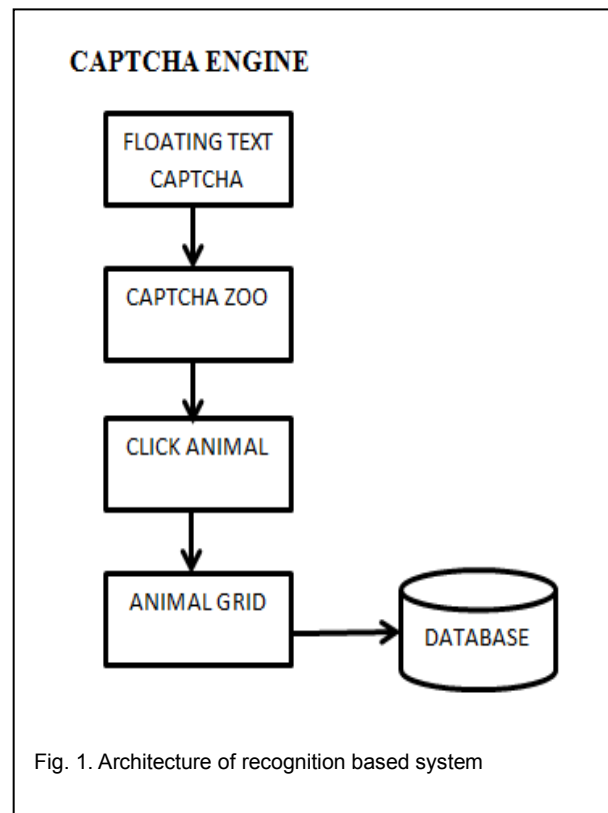 CAPTCHA ENGINE
FLOATING TEXT
CAPTCHA
CAPTCHA ZOO
CLICK ANIMAL
ANIMAL GRID
DATABASE
Fig. 1. Architecture of recognition based system